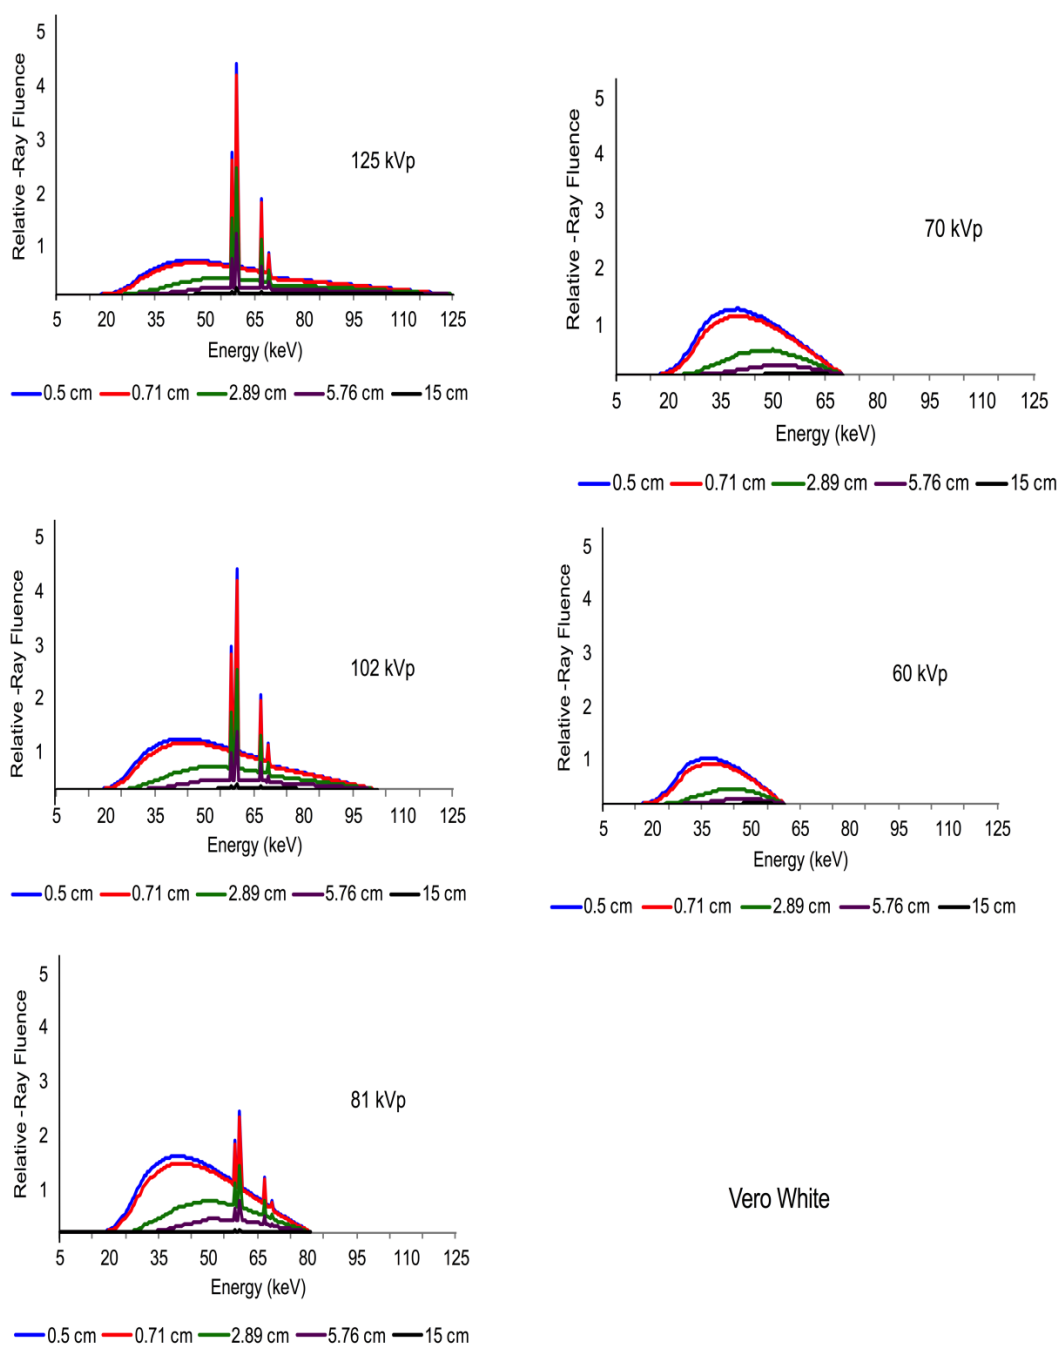 5
4
3
2
1
Relative -Ray Fluence
125 kVp
5 20 35 50 65 80 95 110 125
Energy (keV)
0.5 cm 0.71 cm 2.89 cm 5.76 cm 15 cm
5
4
3
2
1
Relative -Ray Fluence
70 kVp
5 20 35 50 65 80 95 110 125
Energy (keV)
0.5 cm 0.71 cm 2.89 cm 5.76 cm 15 cm
5
4
3
2
1
Relative -Ray Fluence
102 kVp
5 20 35 50 65 80 95 110 125
Energy (keV)
0.5 cm 0.71 cm 2.89 cm 5.76 cm 15 cm
5
4
3
2
1
Relative -Ray Fluence
60 kVp
5 20 35 50 65 80 95 110 125
Energy (keV)
0.5 cm 0.71 cm 2.89 cm 5.76 cm 15 cm
5
4
3
2
1
Relative -Ray Fluence
81 kVp
5 20 35 50 65 80 95 110 125
Energy (keV)
0.5 cm 0.71 cm 2.89 cm 5.76 cm 15 cm
Vero White